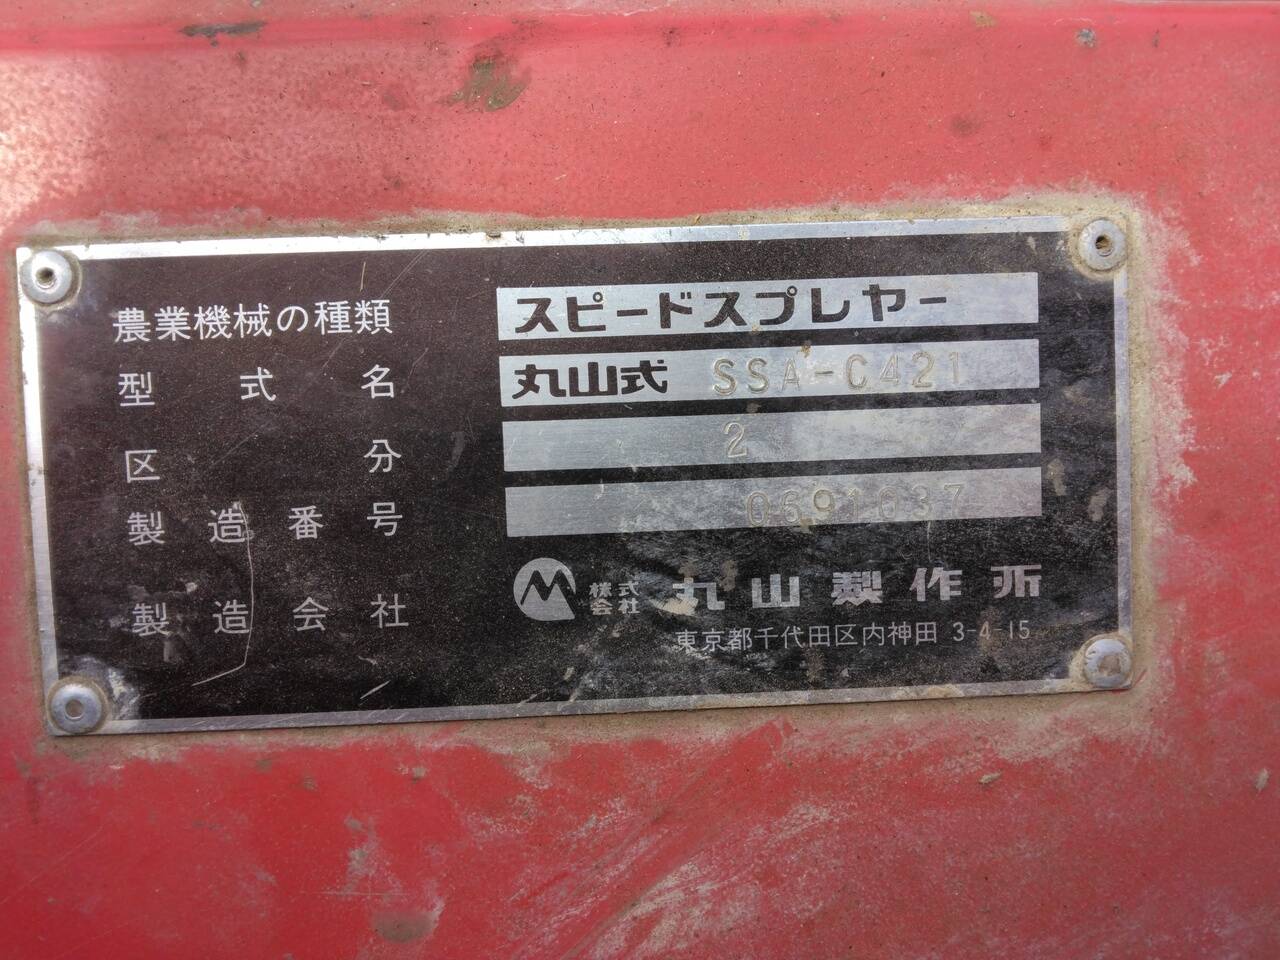 農業機械の種類 スピードスプレヤー
型式名 丸山式 SSA-C421
区分 2
製造番号 0691037
製造会社 株式会社 丸山製作所
東京都千代田区内神田 3-4-15